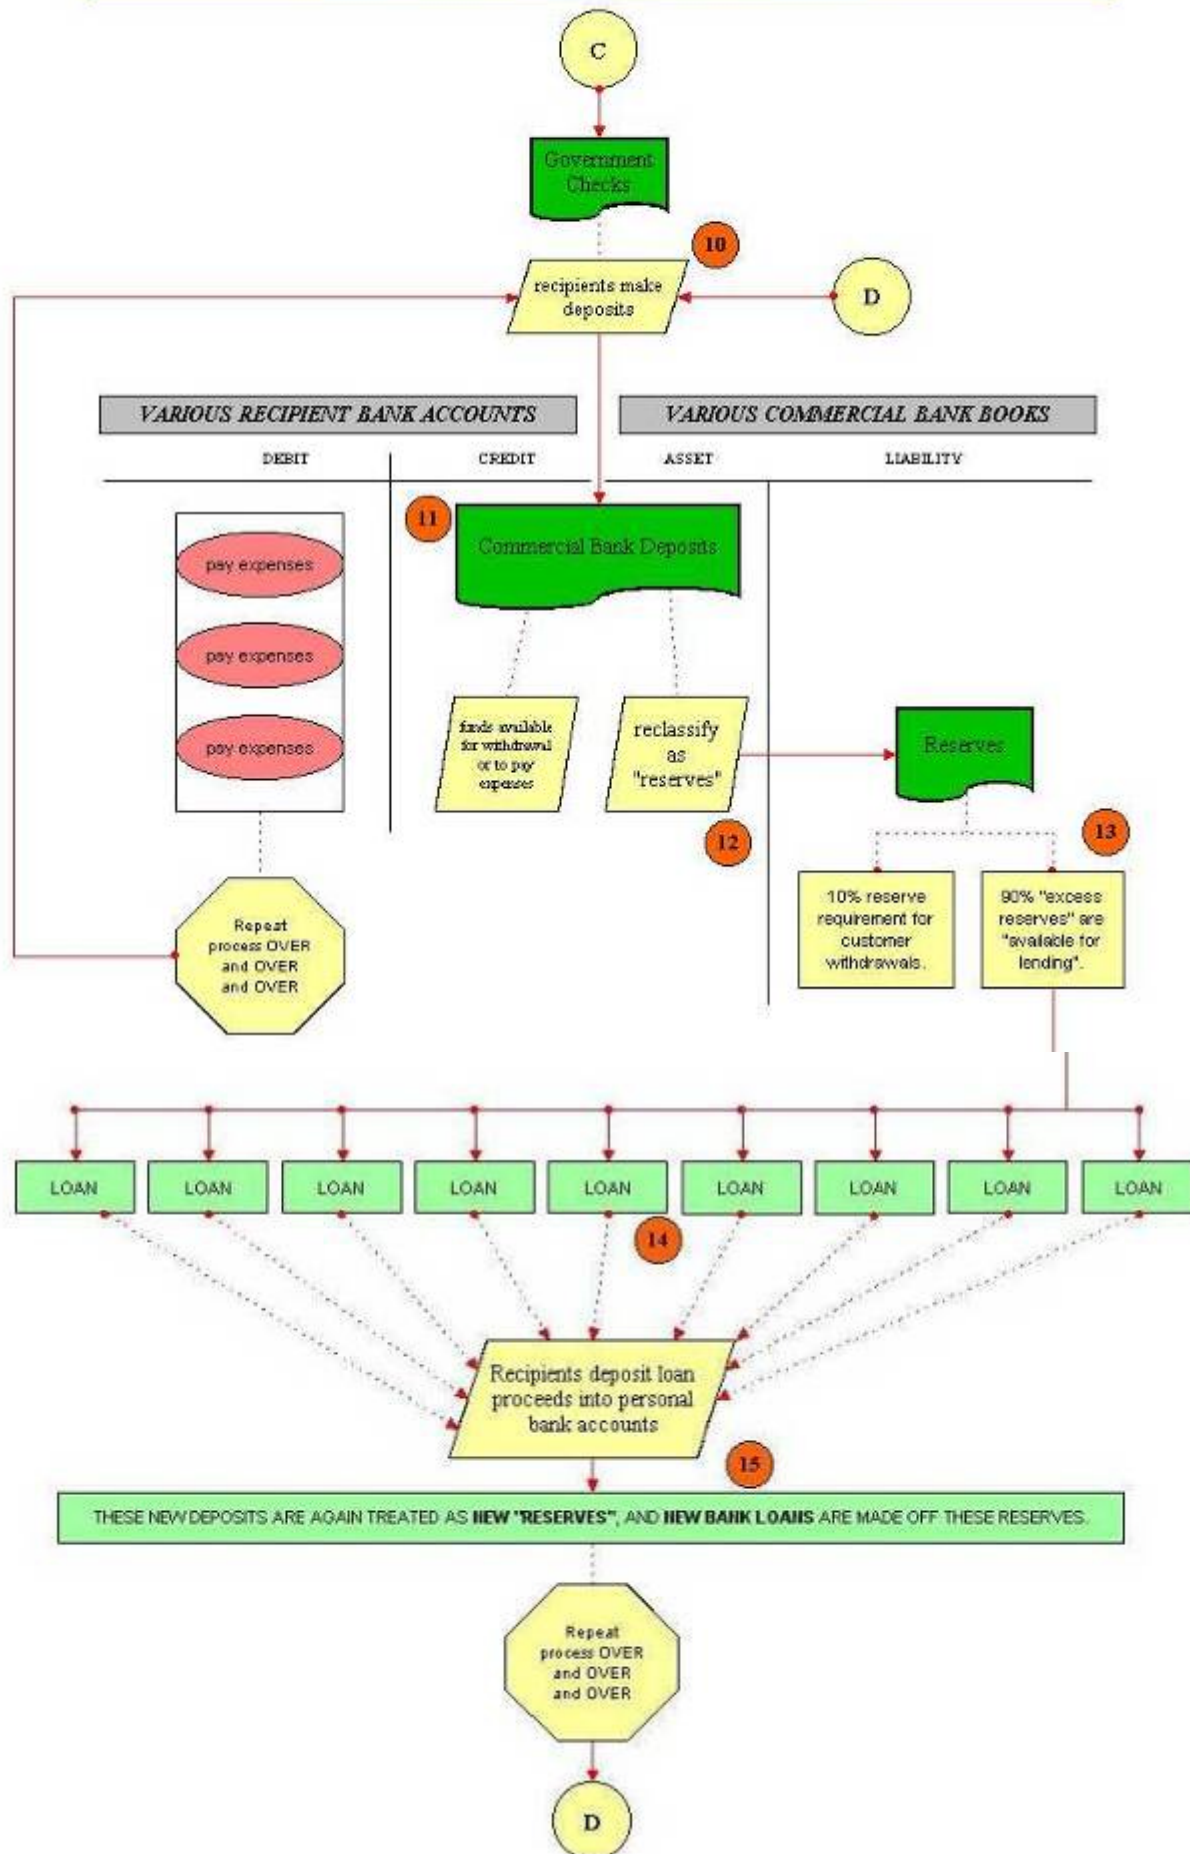 C
Government
Checks
10
recipients make
deposits
D
VARIOUS RECIPIENT BANK ACCOUNTS
VARIOUS COMMERCIAL BANK BOOKS
DEBIT
CREDIT
ASSET
LIABILITY
11
Commercial Bank Deposits
pay expenses
pay expenses
pay expenses
funds available
for withdrawal
or to pay
expenses
reclassify
as
"reserves"
Reserves
12
13
10% reserve
requirement for
customer
withdrawals.
90% "excess
reserves" are
"available for
lending".
Repeat
process OVER
and OVER
and OVER
LOAN
LOAN
LOAN
LOAN
LOAN
LOAN
LOAN
LOAN
LOAN
14
Recipients deposit loan
proceeds into personal
bank accounts
15
THESE NEW DEPOSITS ARE AGAIN TREATED AS NEW "RESERVES", AND NEW BANK LOANS ARE MADE OFF THESE RESERVES.
Repeat
process OVER
and OVER
and OVER
D